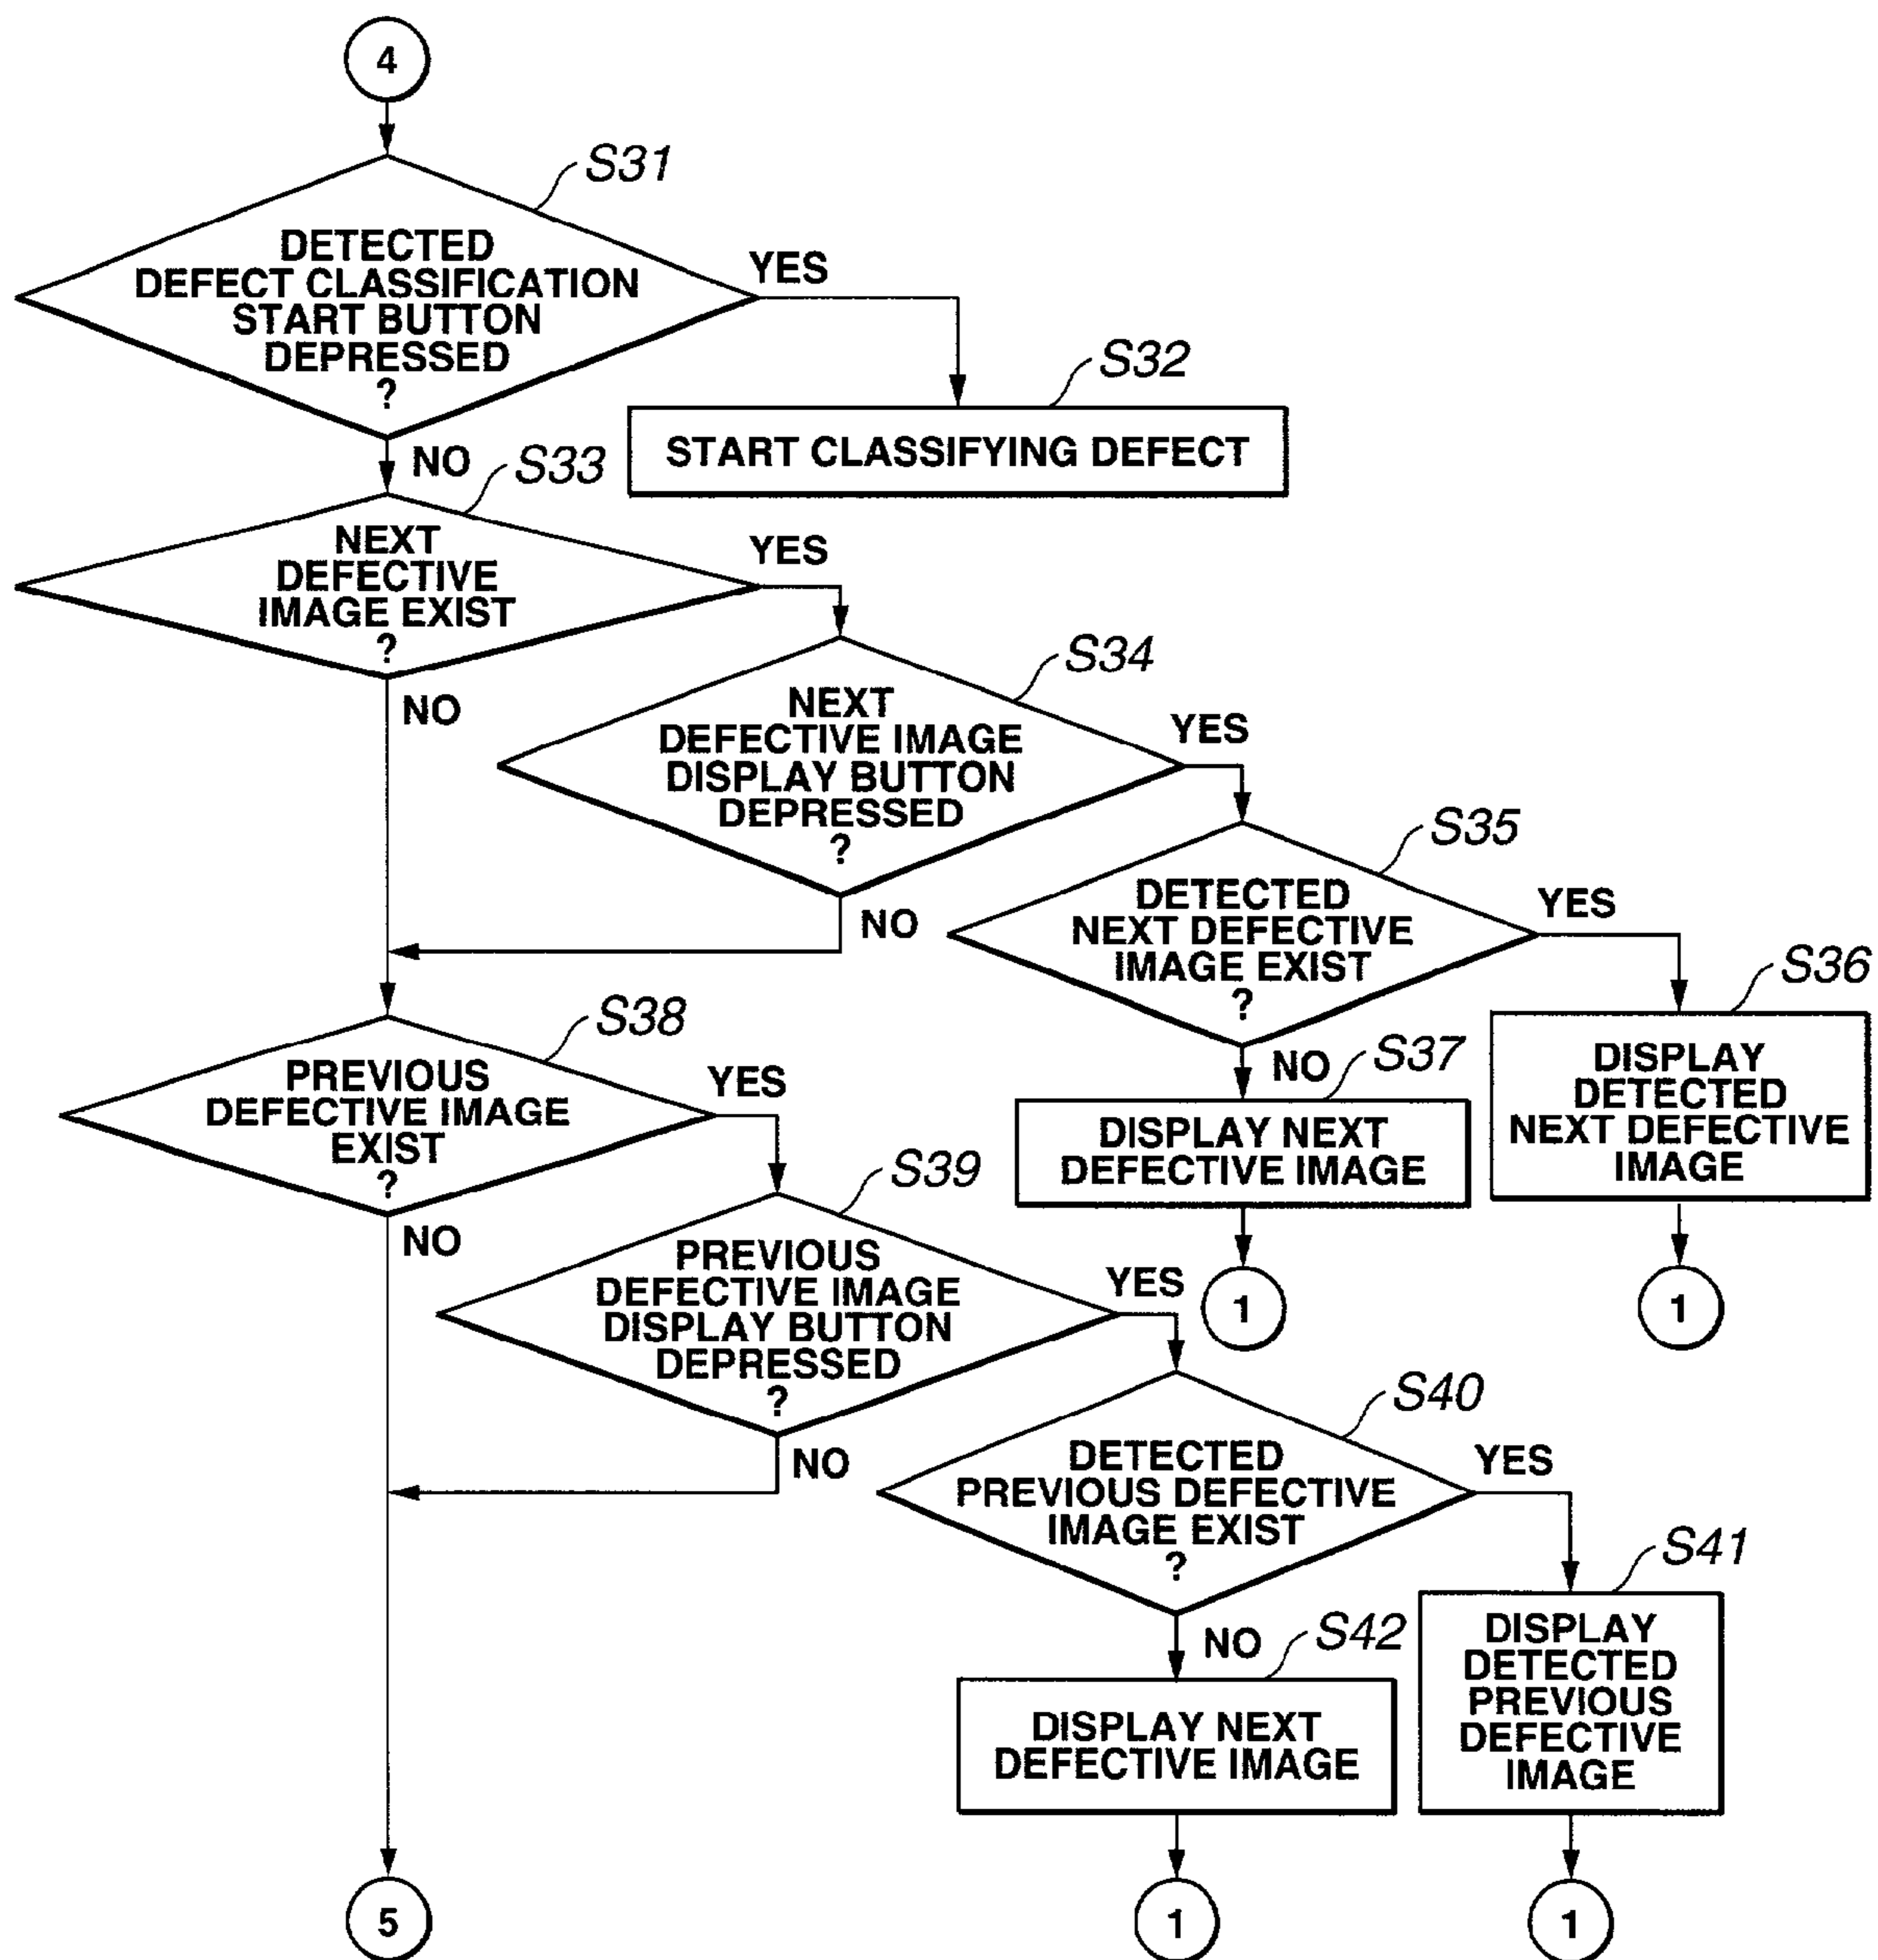 4
S31
DETECTED
DEFECT CLASSIFICATION
START BUTTON
DEPRESSED
?
YES
S32
START CLASSIFYING DEFECT
NO
S33
NEXT
DEFECTIVE
IMAGE EXIST
?
YES
NO
S34
NEXT
DEFECTIVE IMAGE
DISPLAY BUTTON
DEPRESSED
?
YES
NO
S35
DETECTED
NEXT DEFECTIVE
IMAGE EXIST
?
YES
S36
DISPLAY
DETECTED
NEXT DEFECTIVE
IMAGE
1
NO
S37
DISPLAY NEXT
DEFECTIVE IMAGE
1
S38
PREVIOUS
DEFECTIVE IMAGE
EXIST
?
YES
NO
S39
PREVIOUS
DEFECTIVE IMAGE
DISPLAY BUTTON
DEPRESSED
?
YES
NO
S40
DETECTED
PREVIOUS DEFECTIVE
IMAGE EXIST
?
YES
S41
DISPLAY
DETECTED
PREVIOUS
DEFECTIVE
IMAGE
NO
S42
DISPLAY NEXT
DEFECTIVE IMAGE
5
1
1